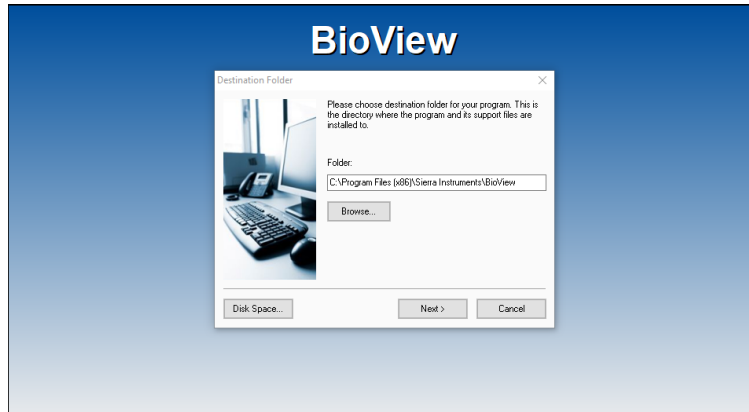 BioView
Destination Folder
Please choose destination folder for your program. This is
the directory where the program and its support files are
installed to.
Folder:
C:\Program Files (x86)\Sierra Instruments\BioView
Browse...
Disk Space...
Next >
Cancel